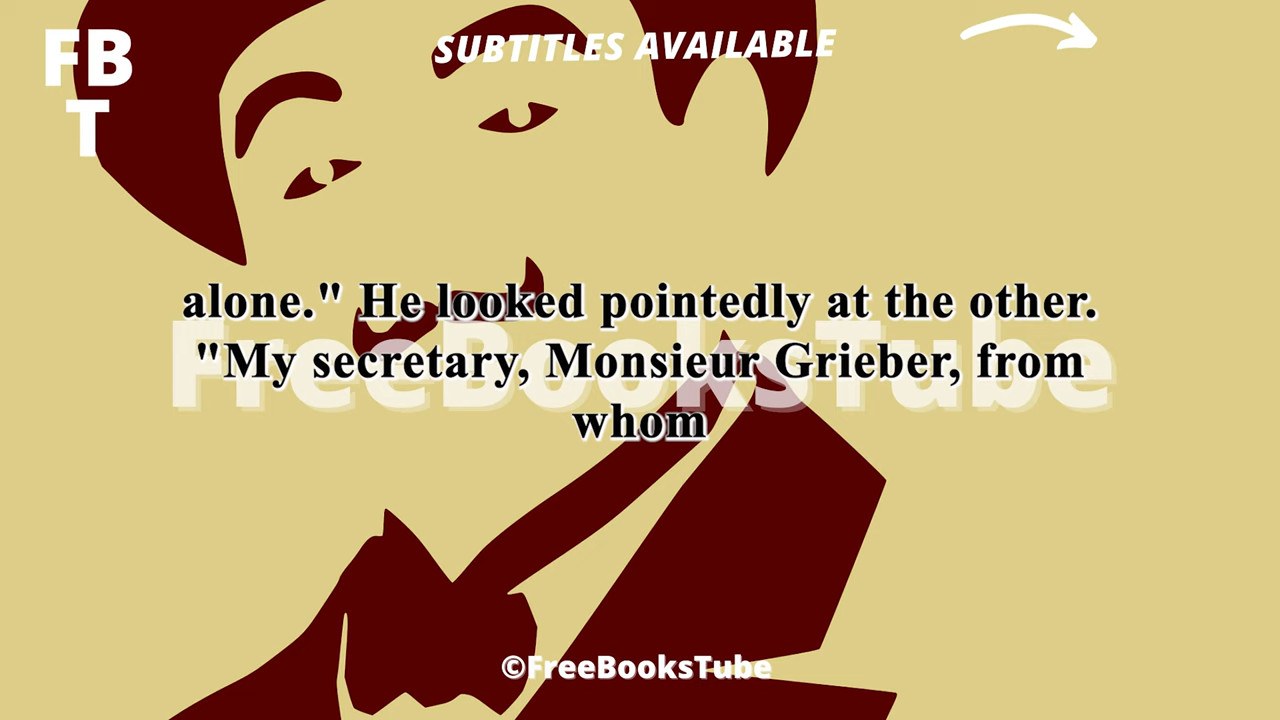 FB
T
SUBTITLES AVAILABLE
alone." He looked pointedly at the other.
"My secretary, Monsieur Grieber, from
whom
FreeBooksTube
©FreeBooksTube